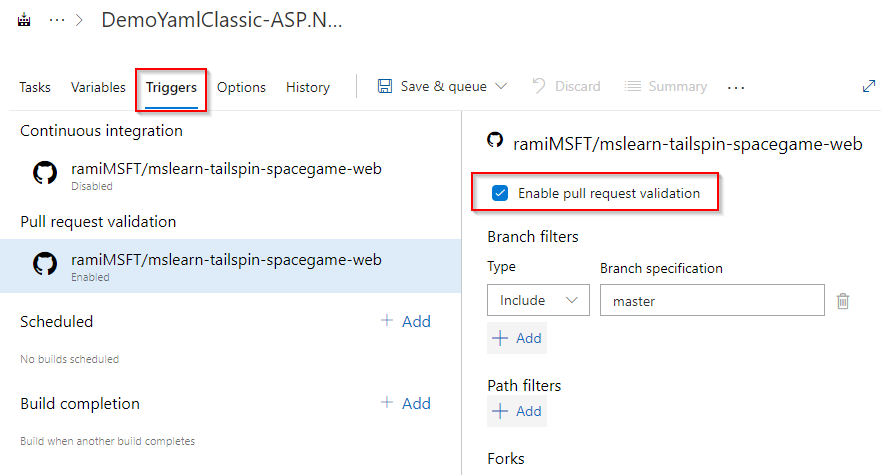 ··· > DemoYamlClassic-ASP.N...
Tasks Variables Triggers Options History Save & queue Discard Summary ...
Continuous integration
ramiMSFT/mslearn-tailspin-spacegame-web
Disabled
Pull request validation
ramiMSFT/mslearn-tailspin-spacegame-web
Enabled
Scheduled + Add
No builds scheduled
Build completion + Add
Build when another build completes
ramiMSFT/mslearn-tailspin-spacegame-web
Enable pull request validation
Branch filters
Type Branch specification
Include master
+ Add
Path filters
+ Add
Forks